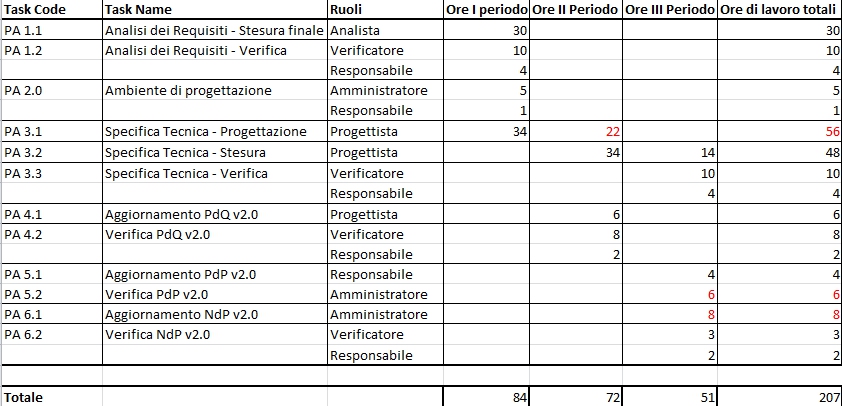 Task Code Task Name Ruoli Ore I periodo Ore II Periodo Ore III Periodo Ore di lavoro totali
PA 1.1 Analisi dei Requisiti - Stesura finale Analista 30 30
PA 1.2 Analisi dei Requisiti - Verifica Verificatore 10 10
Responsabile 4 4
PA 2.0 Ambiente di progettazione Amministratore 5 5
Responsabile 1 1
PA 3.1 Specifica Tecnica - Progettazione Progettista 34 22 56
PA 3.2 Specifica Tecnica - Stesura Progettista 34 14 48
PA 3.3 Specifica Tecnica - Verifica Verificatore 10 10
Responsabile 4 4
PA 4.1 Aggiornamento PdQ v2.0 Progettista 6 6
PA 4.2 Verifica PdQ v2.0 Verificatore 8 8
Responsabile 2 2
PA 5.1 Aggiornamento PdP v2.0 Responsabile 4 4
PA 5.2 Verifica PdP v2.0 Amministratore 6 6
PA 6.1 Aggiornamento NdP v2.0 Amministratore 8 8
PA 6.2 Verifica NdP v2.0 Verificatore 3 3
Responsabile 2 2
Totale 84 72 51 207